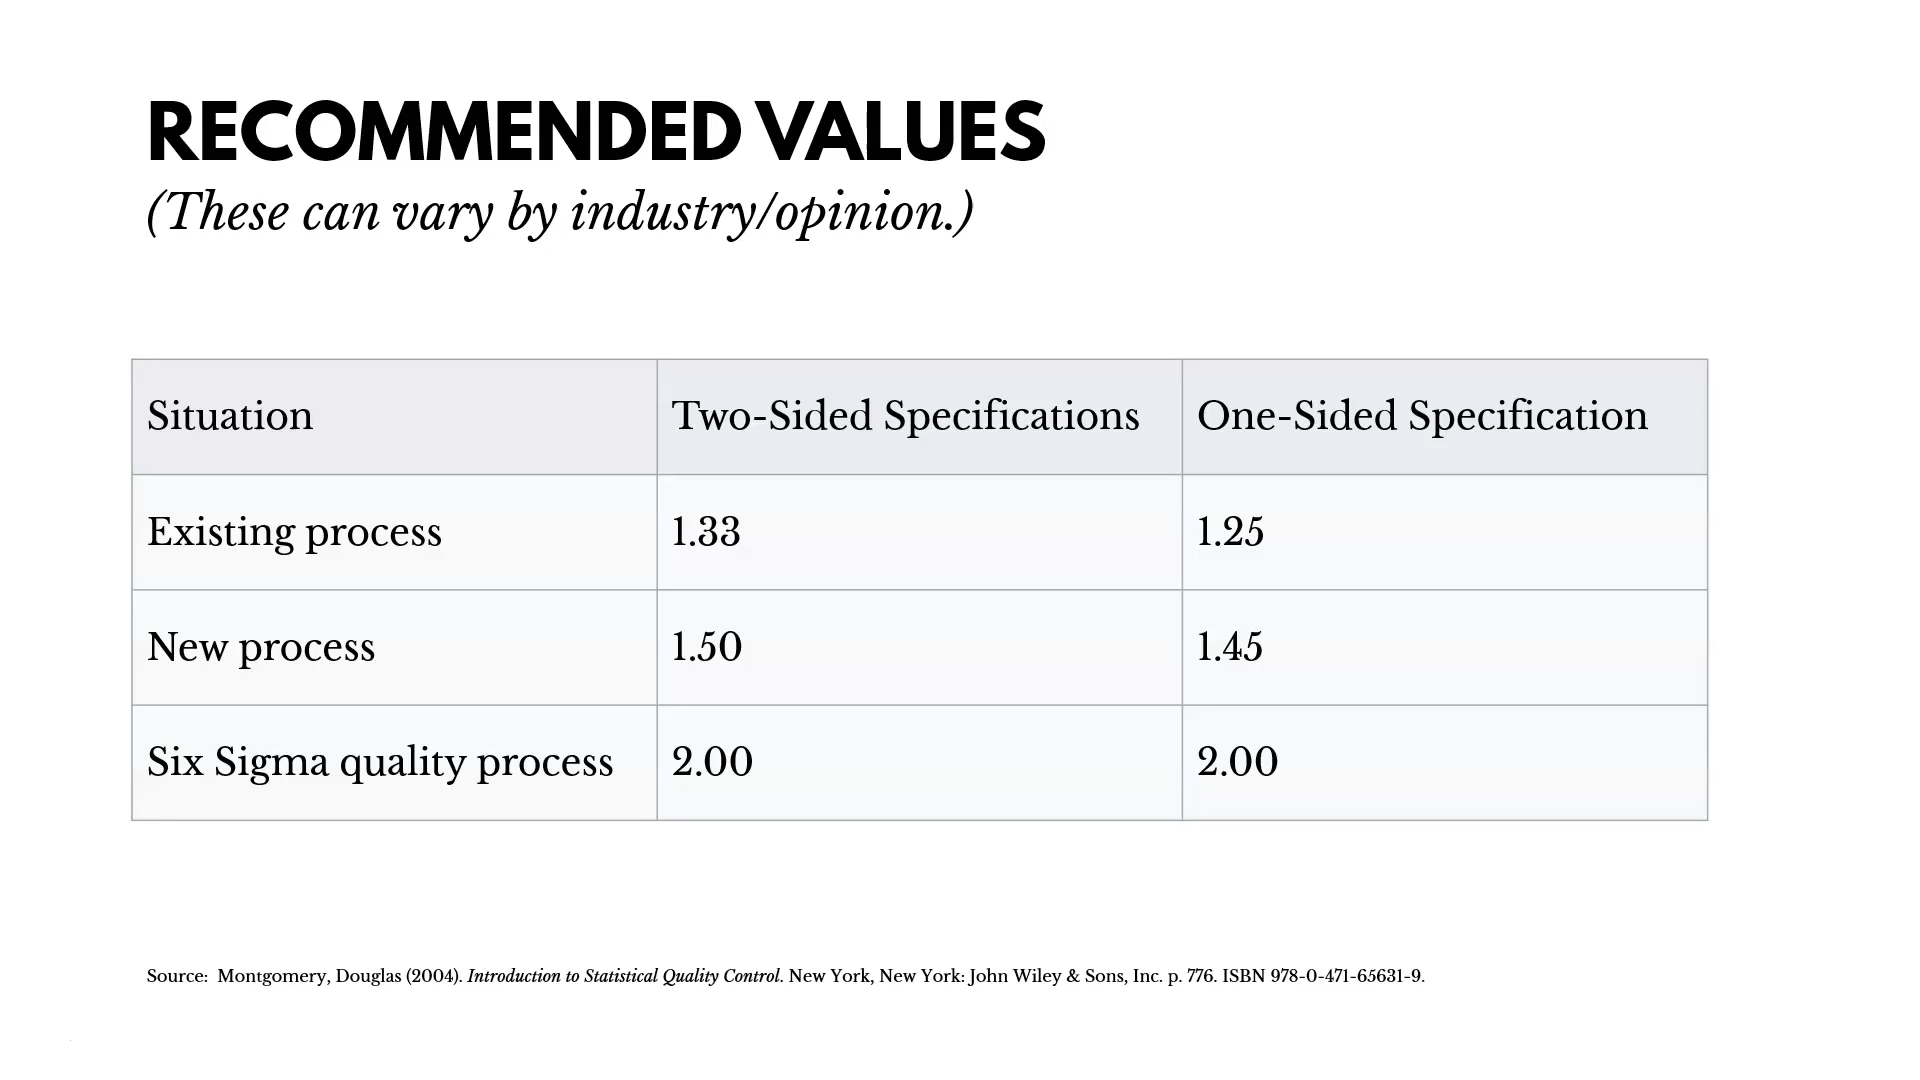 RECOMMENDED VALUES
(These can vary by industry/opinion.)
Situation Two-Sided Specifications One-Sided Specification
Existing process 1.33 1.25
New process 1.50 1.45
Six Sigma quality process 2.00 2.00
Source: Montgomery, Douglas (2004). Introduction to Statistical Quality Control. New York, New York: John Wiley & Sons, Inc. p. 776. ISBN 978-0-471-65631-9.